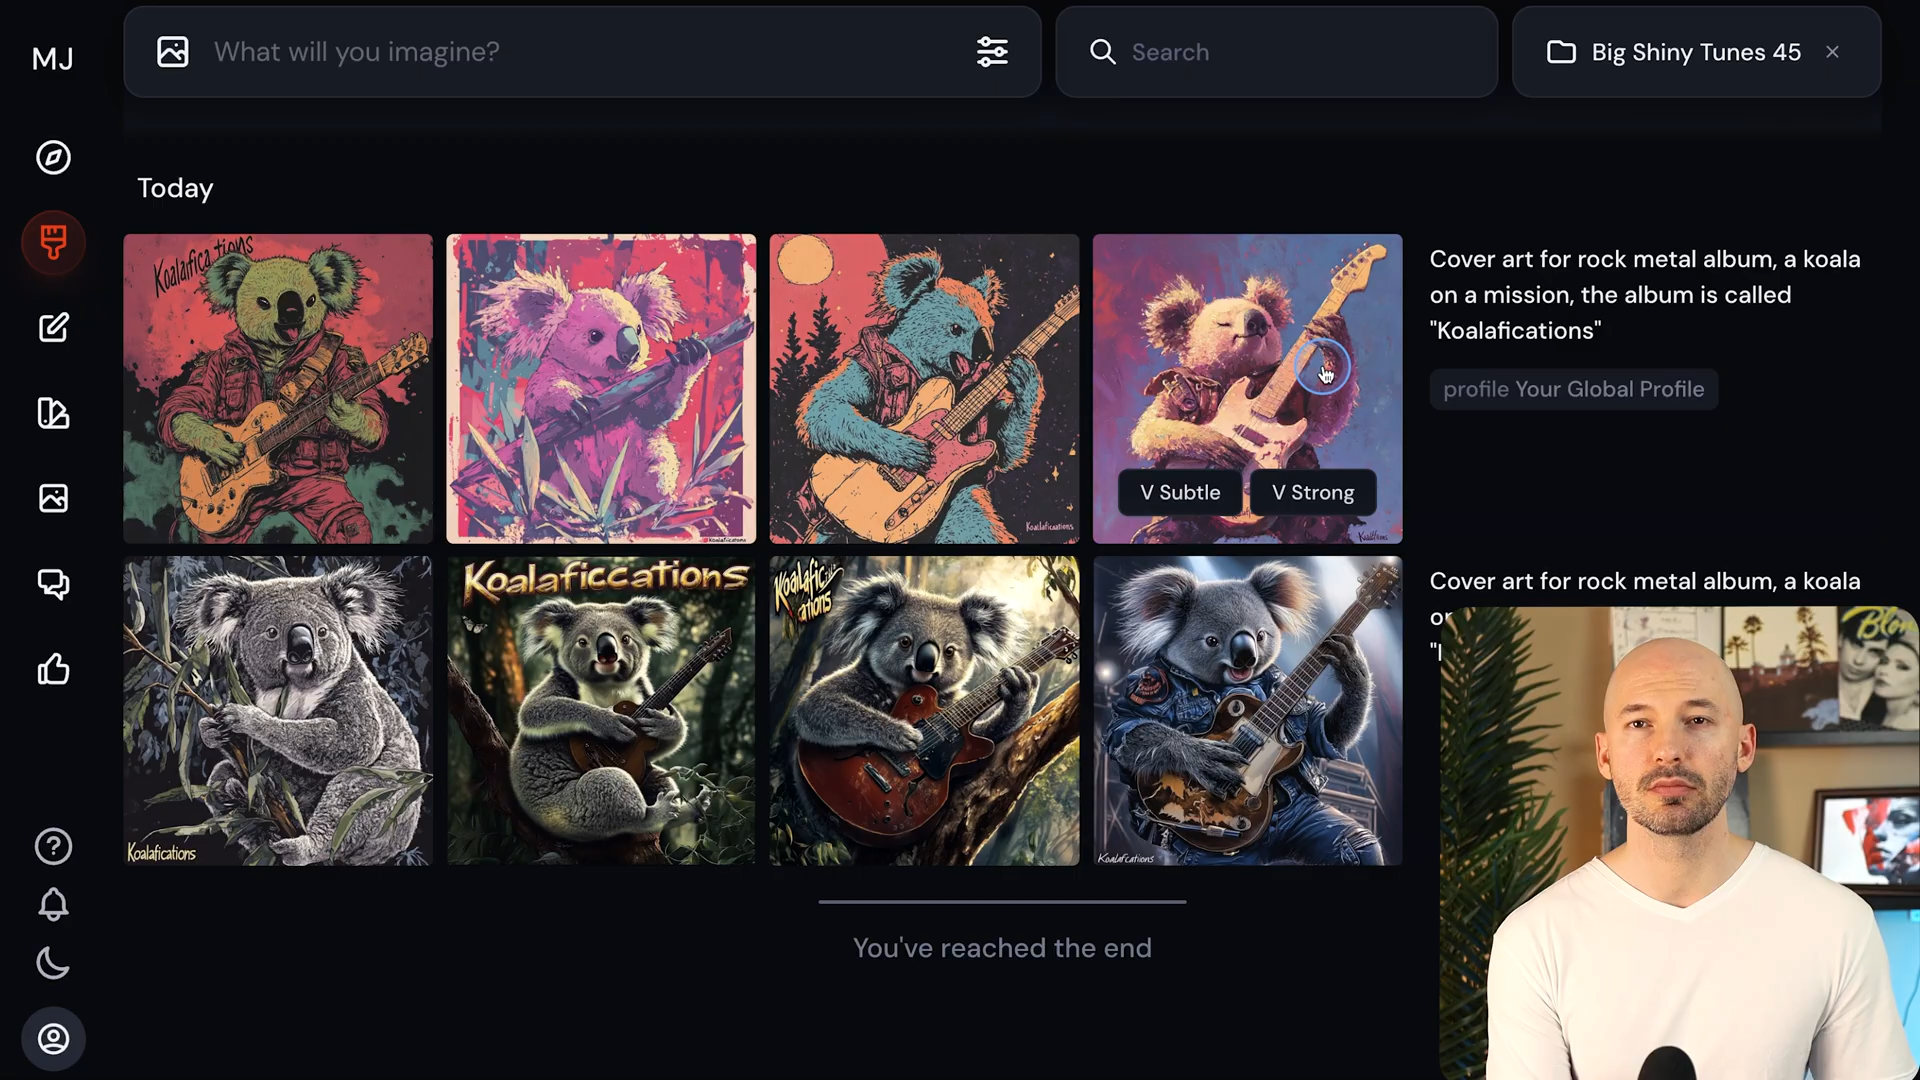 MJ
What will you imagine?
Search
Big Shiny Tunes 45
Today
Cover art for rock metal album, a koala
on a mission, the album is called
"Koalafications"
profile Your Global Profile
V Subtle
V Strong
Koalafications
Koalaficcations
Koalafications
Cover art for rock metal album, a koala
You've reached the end